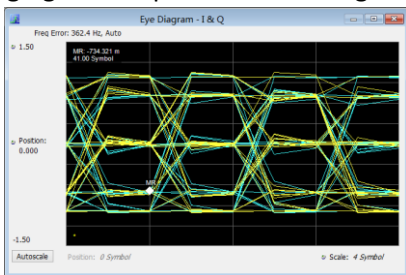 Eye Diagram - I & Q
Freq Error: 362.4 Hz, Auto
1.50
MR: -734.321 m
41.00 Symbol
Position:
0.000
MR
-1.50
Autoscale
Position: 0 Symbol
Scale: 4 Symbol